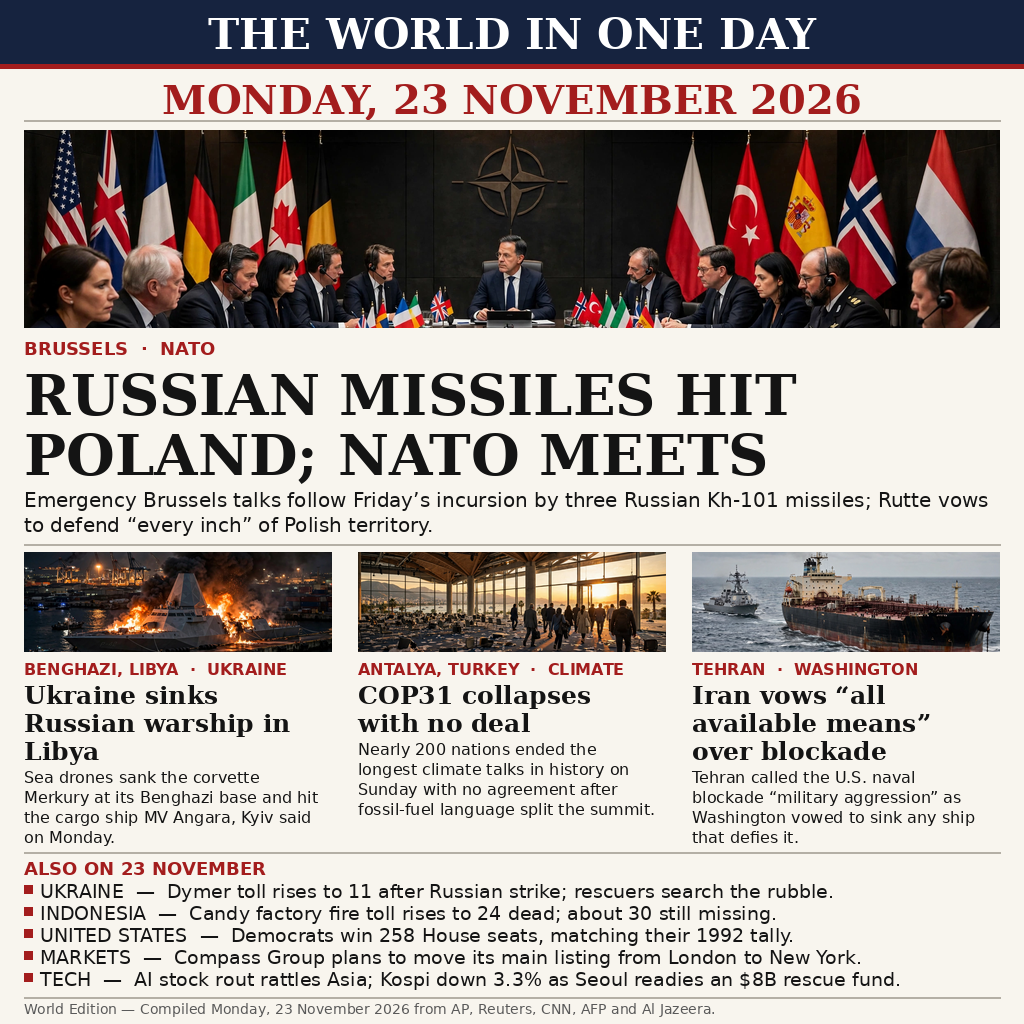 THE WORLD IN ONE DAY
MONDAY, 23 NOVEMBER 2026
BRUSSELS · NATO
RUSSIAN MISSILES HIT
POLAND; NATO MEETS
Emergency Brussels talks follow Friday’s incursion by three Russian Kh-101 missiles; Rutte vows
to defend “every inch” of Polish territory.
BENGHAZI, LIBYA · UKRAINE
Ukraine sinks
Russian warship in
Libya
Sea drones sank the corvette
Merkury at its Benghazi base and hit
the cargo ship MV Angara, Kyiv said
on Monday.
ANTALYA, TURKEY · CLIMATE
COP31 collapses
with no deal
Nearly 200 nations ended the
longest climate talks in history on
Sunday with no agreement after
fossil-fuel language split the summit.
TEHRAN · WASHINGTON
Iran vows “all
available means”
over blockade
Tehran called the U.S. naval
blockade “military aggression” as
Washington vowed to sink any ship
that defies it.
ALSO ON 23 NOVEMBER
UKRAINE — Dymer toll rises to 11 after Russian strike; rescuers search the rubble.
INDONESIA — Candy factory fire toll rises to 24 dead; about 30 still missing.
UNITED STATES — Democrats win 258 House seats, matching their 1992 tally.
MARKETS — Compass Group plans to move its main listing from London to New York.
TECH — AI stock rout rattles Asia; Kospi down 3.3% as Seoul readies an $8B rescue fund.
World Edition — Compiled Monday, 23 November 2026 from AP, Reuters, CNN, AFP and Al Jazeera.